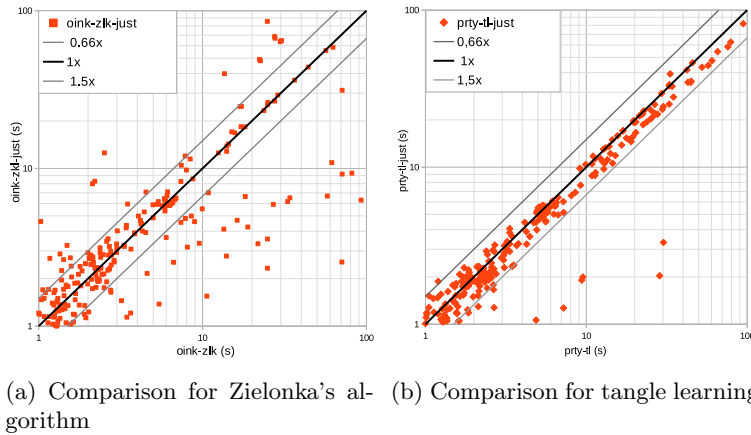 oink-zlk-just
0.66x
1x
1.5x
100
10
1
oink-zlk-just (s)
1
10
100
oink-zlk (s)
prty-tl-just
0,66x
1x
1,5x
100
10
1
prty-tl-just (s)
1
10
100
prty-tl (s)
(a) Comparison for Zielonka's al-
gorithm
(b) Comparison for tangle learning